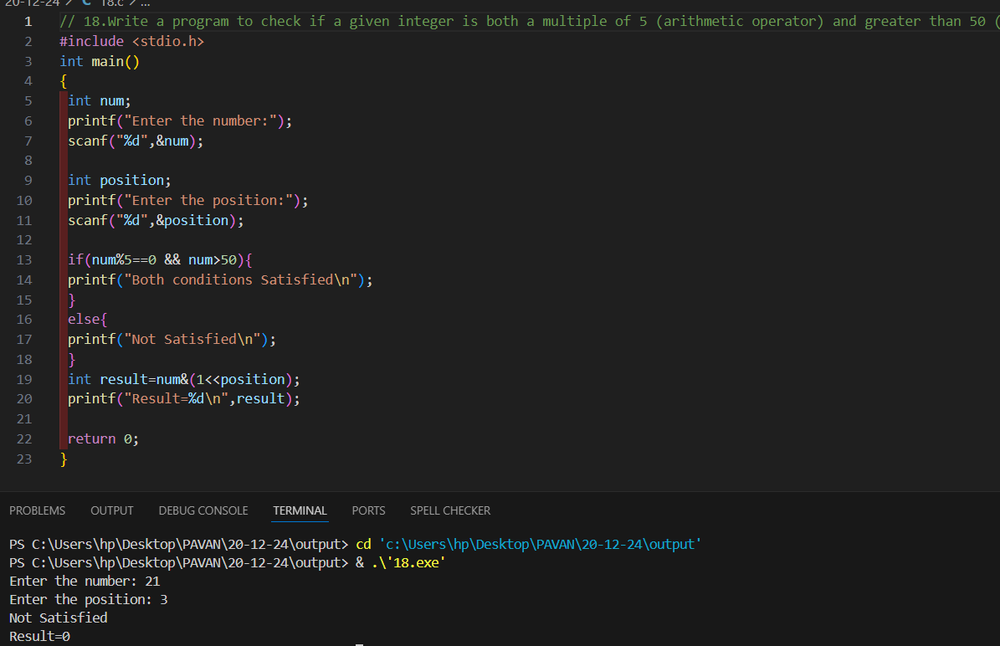 20-12-24 > C 18.c > ...
1 // 18.Write a program to check if a given integer is both a multiple of 5 (arithmetic operator) and greater than 50 (
2 #include <stdio.h>
3 int main()
4 {
5 int num;
6 printf("Enter the number:");
7 scanf("%d",&num);
8
9 int position;
10 printf("Enter the position:");
11 scanf("%d",&position);
12
13 if(num%5==0 && num>50){
14 printf("Both conditions Satisfied\n");
15 }
16 else{
17 printf("Not Satisfied\n");
18 }
19 int result=num&(1<<position);
20 printf("Result=%d\n",result);
21
22 return 0;
23 }
PROBLEMS OUTPUT DEBUG CONSOLE TERMINAL PORTS SPELL CHECKER
PS C:\Users\hp\Desktop\PAVAN\20-12-24\output> cd 'c:\Users\hp\Desktop\PAVAN\20-12-24\output'
PS C:\Users\hp\Desktop\PAVAN\20-12-24\output> & .\'18.exe'
Enter the number: 21
Enter the position: 3
Not Satisfied
Result=0